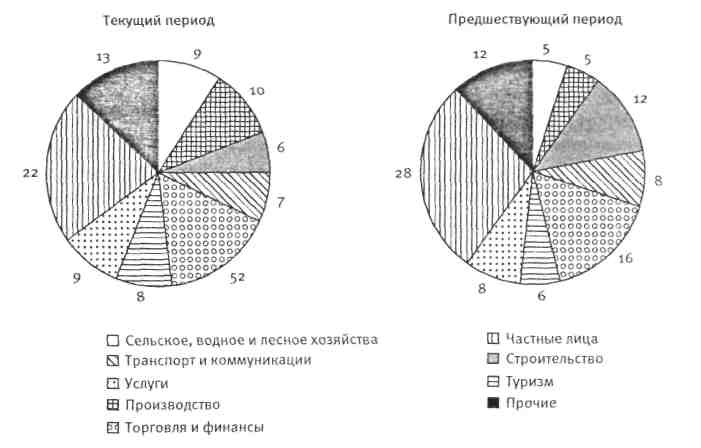 Текущий период
Предшествующий период
13
9
10
6
7
52
8
9
22
12
5
5
12
8
16
6
8
28
Сельское, водное и лесное хозяйства
Транспорт и коммуникации
Услуги
Производство
Торговля и финансы
Частные лица
Строительство
Туризм
Прочие